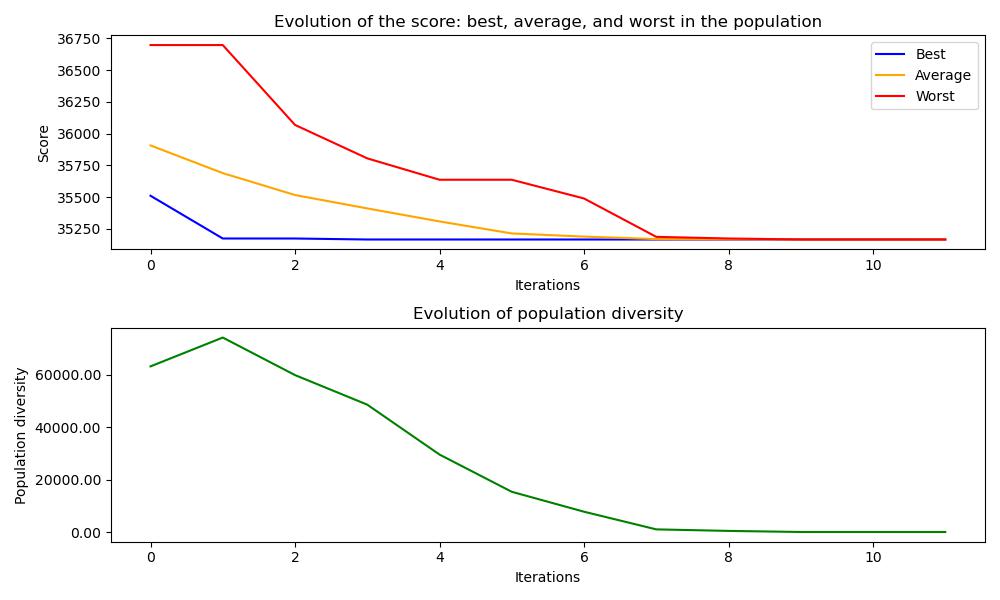 Evolution of the score: best, average, and worst in the population
36750
36500
36250
36000
35750
35500
35250
Score
Best
Average
Worst
0 2 4 6 8 10
Iterations
Evolution of population diversity
60000.00
40000.00
20000.00
0.00
Population diversity
0 2 4 6 8 10
Iterations